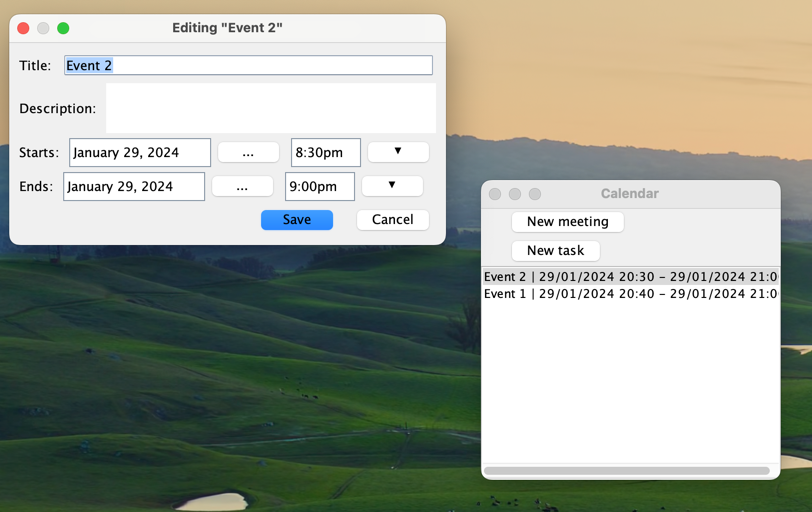 Editing "Event 2"
Title: Event 2
Description:
Starts: January 29, 2024 ... 8:30pm ▼
Ends: January 29, 2024 ... 9:00pm ▼
Save Cancel
Calendar
New meeting
New task
Event 2 | 29/01/2024 20:30 – 29/01/2024 21:0
Event 1 | 29/01/2024 20:40 – 29/01/2024 21:0